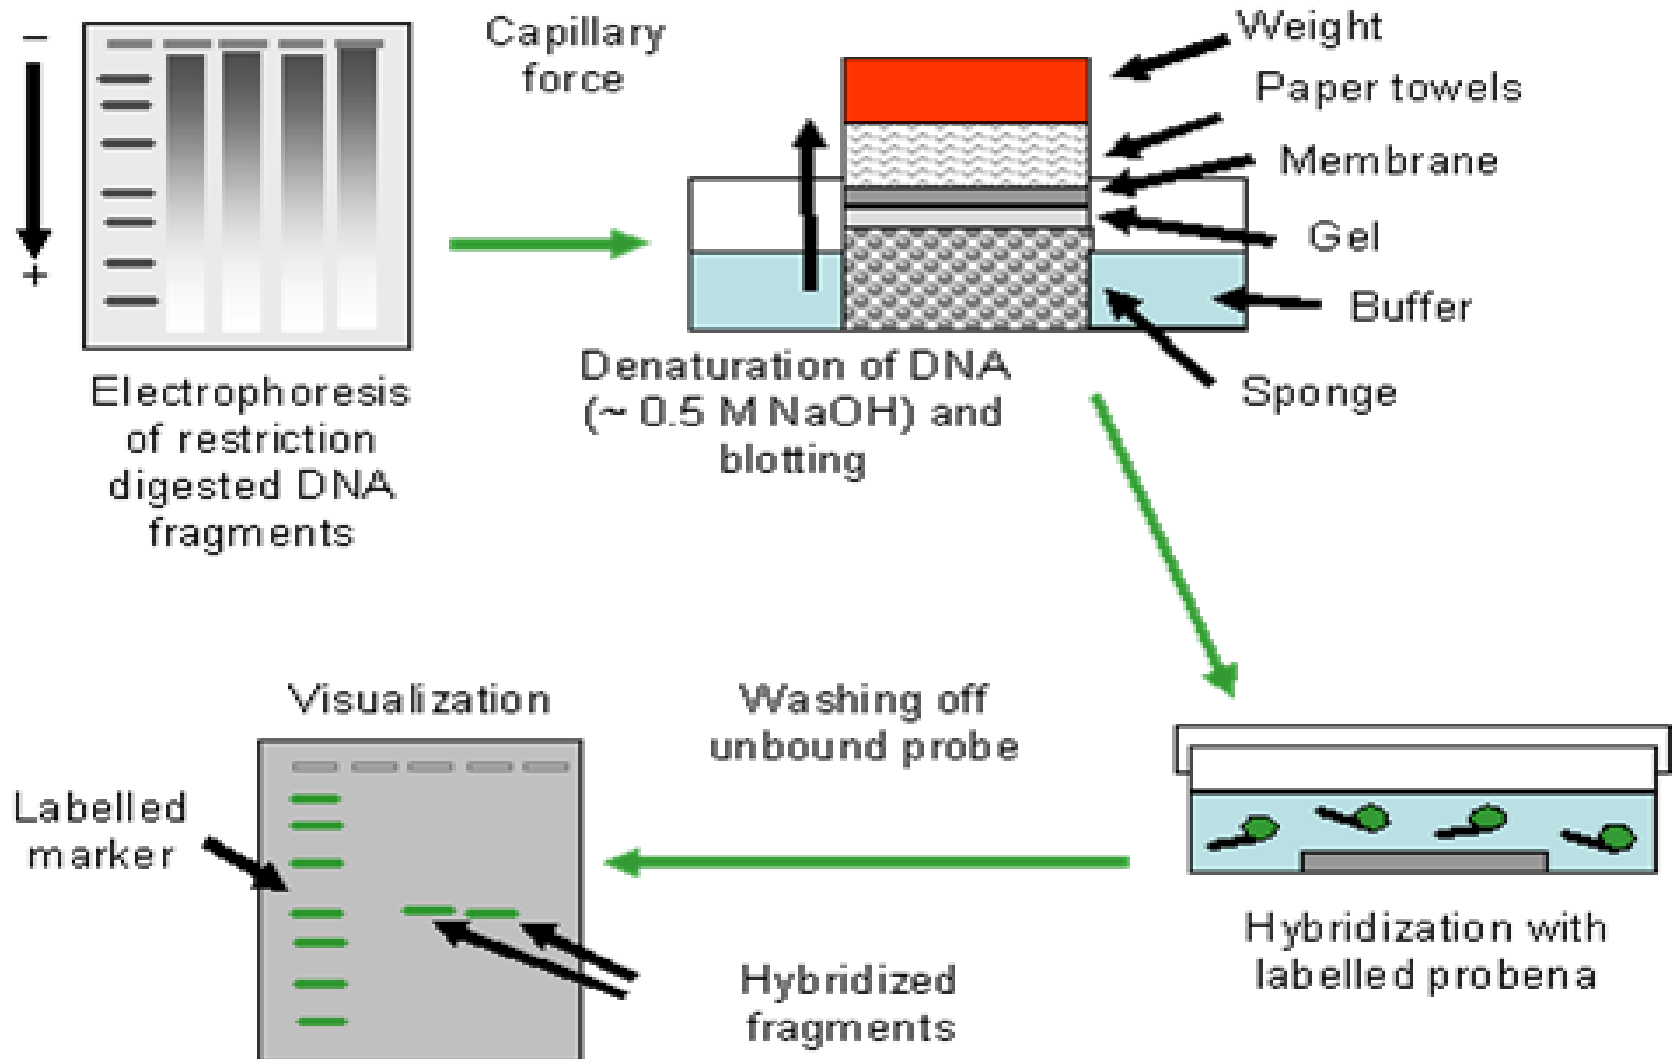 −
+
Electrophoresis
of restriction
digested DNA
fragments
Capillary
force
Weight
Paper towels
Membrane
Gel
Buffer
Sponge
Denaturation of DNA
(~ 0.5 M NaOH) and
blotting
Hybridization with
labelled probena
Washing off
unbound probe
Visualization
Labelled
marker
Hybridized
fragments